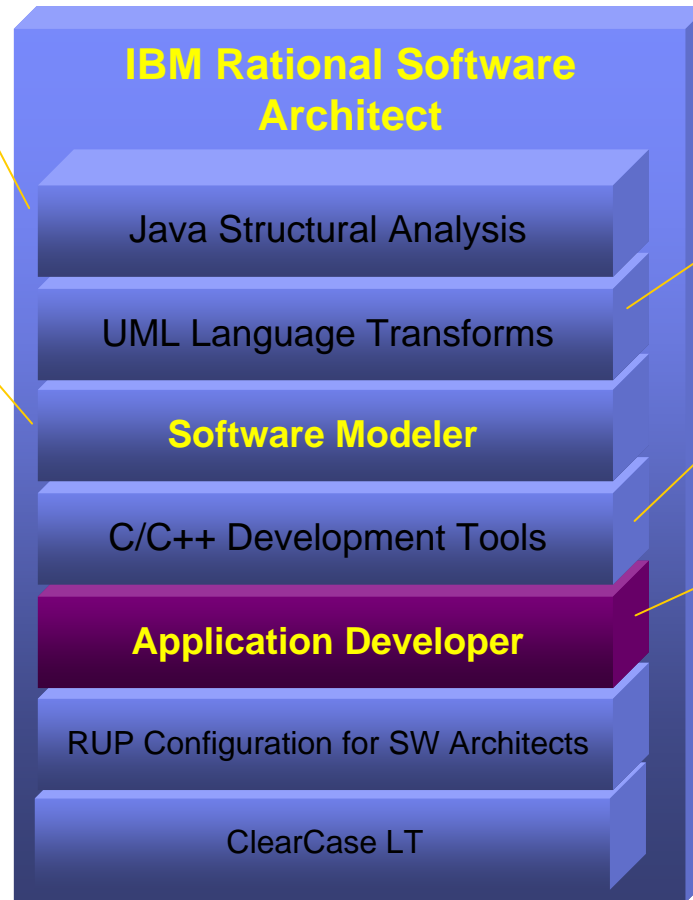 IBM Rational Software
Architect
Java Structural Analysis
UML Language Transforms
Software Modeler
C/C++ Development Tools
Application Developer
RUP Configuration for SW Architects
ClearCase LT